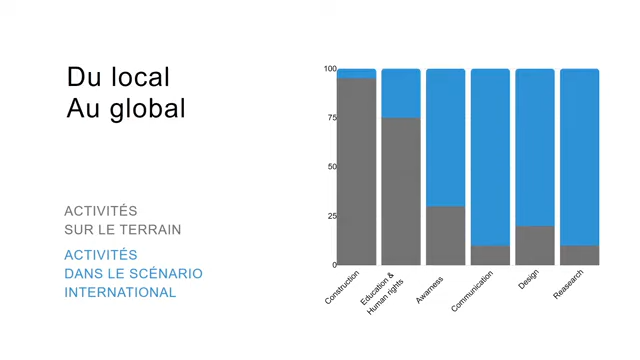 Du local
Au global
ACTIVITÉS
SUR LE TERRAIN
ACTIVITÉS
DANS LE SCÉNARIO
INTERNATIONAL
100
75
50
25
0
Construction
Education &
Human rights
Awarness
Communication
Design
Reasearch